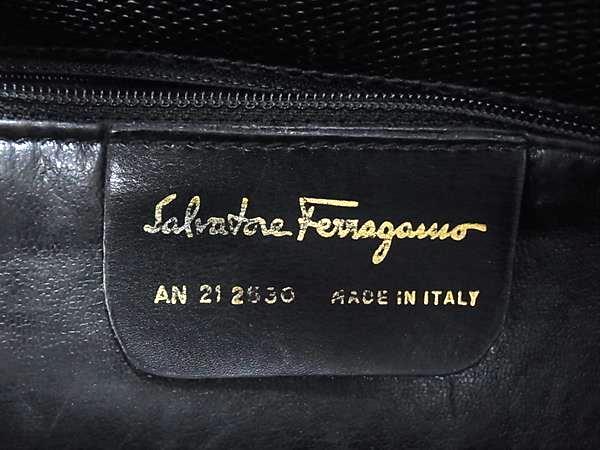 Salvatore Ferragamo
AN 21 2530 MADE IN ITALY